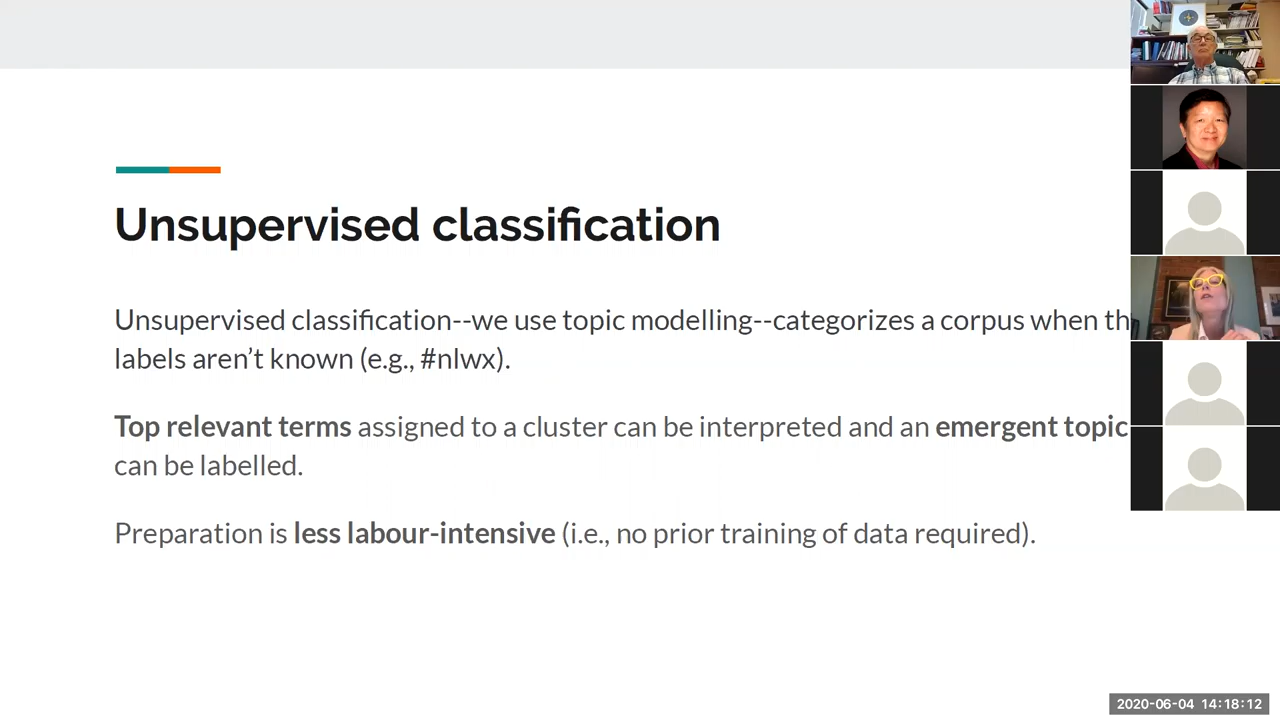 Unsupervised classification
Unsupervised classification--we use topic modelling--categorizes a corpus when th
labels aren't known (e.g., #nlwx).
Top relevant terms assigned to a cluster can be interpreted and an emergent topic
can be labelled.
Preparation is less labour-intensive (i.e., no prior training of data required).
2020-06-04 14:18:12